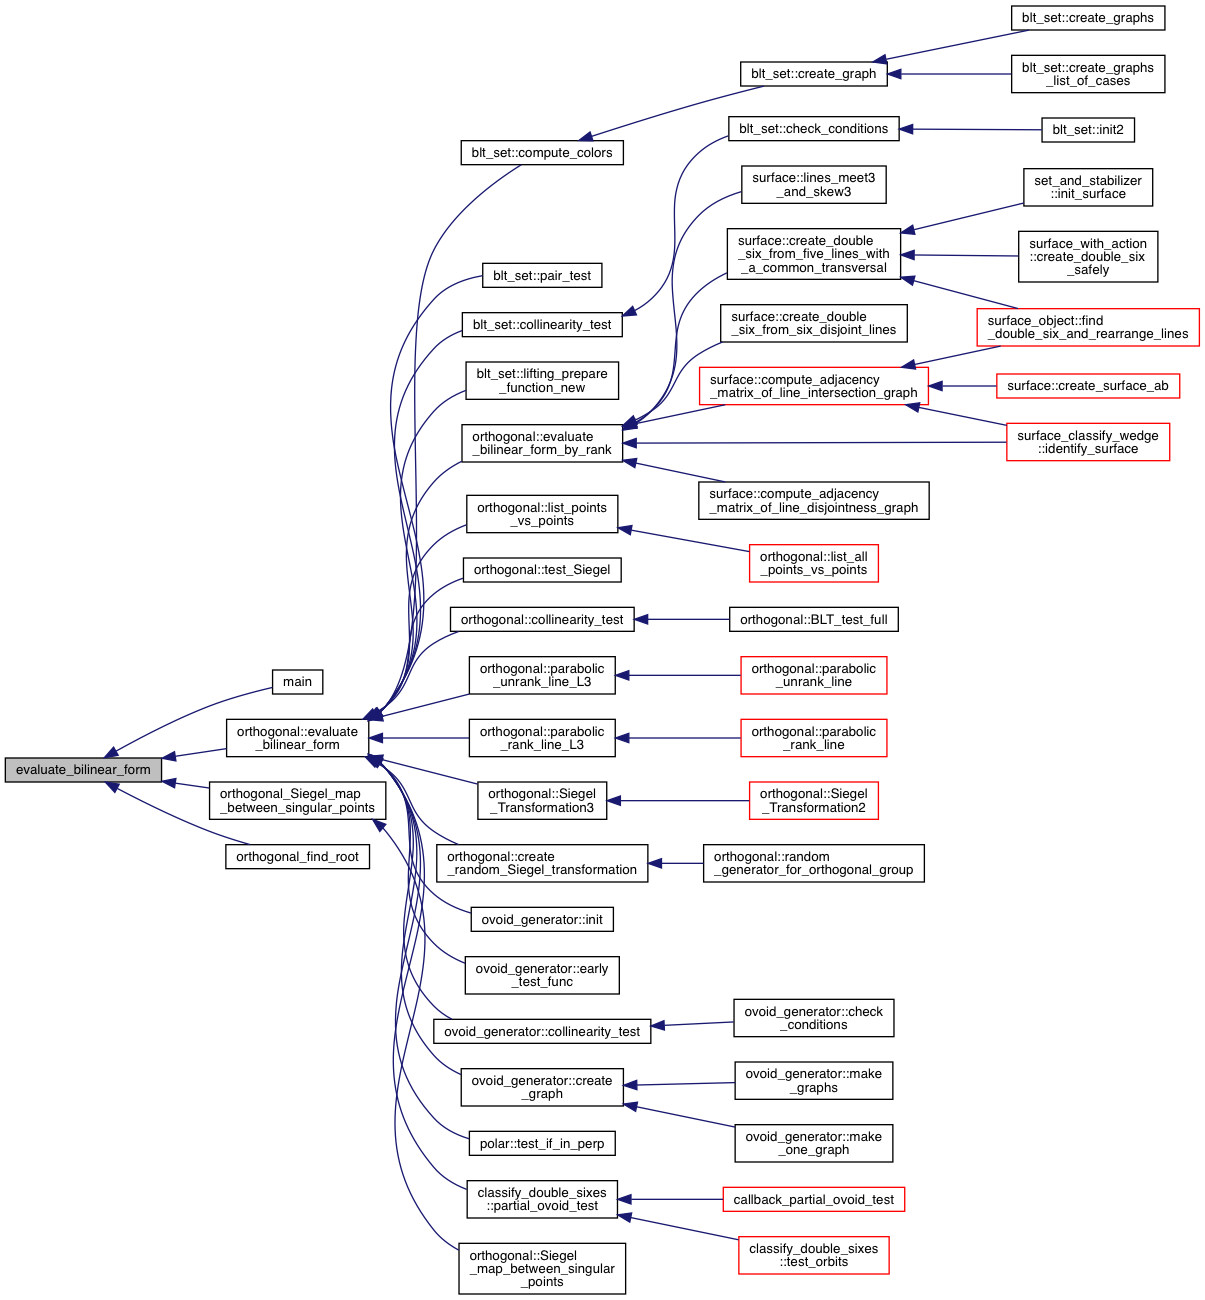 blt_set::create_graphs
blt_set::create_graph
blt_set::create_graphs
_list_of_cases
blt_set::check_conditions
blt_set::init2
blt_set::compute_colors
surface::lines_meet3
_and_skew3
set_and_stabilizer
::init_surface
surface::create_double
_six_from_five_lines_with
_a_common_transversal
surface_with_action
::create_double_six
_safely
blt_set::pair_test
surface::create_double
_six_from_six_disjoint_lines
surface_object::find
_double_six_and_rearrange_lines
blt_set::collinearity_test
blt_set::lifting_prepare
_function_new
surface::compute_adjacency
_matrix_of_line_intersection_graph
surface::create_surface_ab
orthogonal::evaluate
_bilinear_form_by_rank
surface_classify_wedge
::identify_surface
surface::compute_adjacency
_matrix_of_line_disjointness_graph
orthogonal::list_points
_vs_points
orthogonal::list_all
_points_vs_points
orthogonal::test_Siegel
orthogonal::collinearity_test
orthogonal::BLT_test_full
main
orthogonal::parabolic
_unrank_line_L3
orthogonal::parabolic
_unrank_line
orthogonal::evaluate
_bilinear_form
orthogonal::parabolic
_rank_line_L3
orthogonal::parabolic
_rank_line
evaluate_bilinear_form
orthogonal_Siegel_map
_between_singular_points
orthogonal::Siegel
_Transformation3
orthogonal::Siegel
_Transformation2
orthogonal_find_root
orthogonal::create
_random_Siegel_transformation
orthogonal::random
_generator_for_orthogonal_group
ovoid_generator::init
ovoid_generator::early
_test_func
ovoid_generator::collinearity_test
ovoid_generator::check
_conditions
ovoid_generator::create
_graph
ovoid_generator::make
_graphs
ovoid_generator::make
_one_graph
polar::test_if_in_perp
classify_double_sixes
::partial_ovoid_test
callback_partial_ovoid_test
classify_double_sixes
::test_orbits
orthogonal::Siegel
_map_between_singular
_points